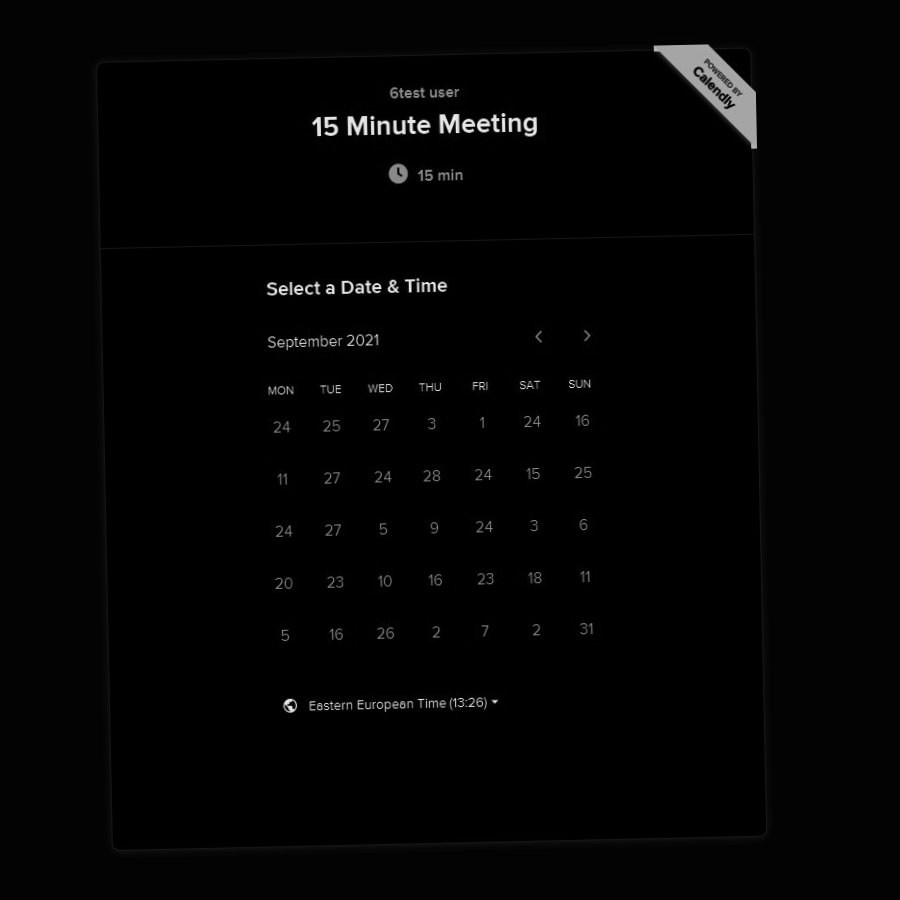 POWERED BY
Calendly
6test user
15 Minute Meeting
15 min
Select a Date & Time
September 2021
MON TUE WED THU FRI SAT SUN
24 25 27 3 1 24 16
11 27 24 28 24 15 25
24 27 5 9 24 3 6
20 23 10 16 23 18 11
5 16 26 2 7 2 31
Eastern European Time (13:26)